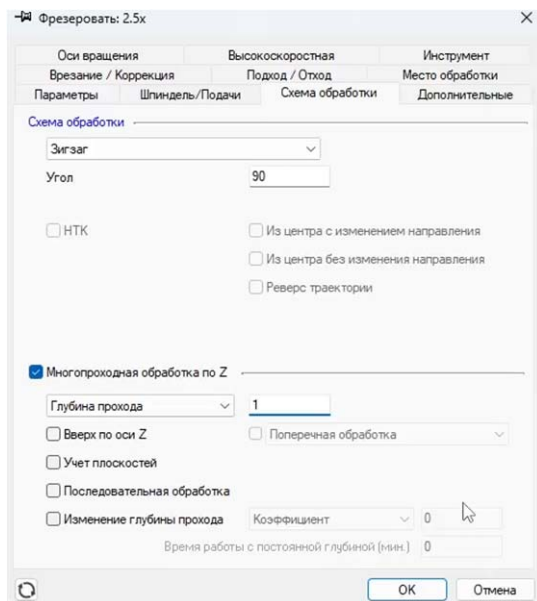 Фрезеровать: 2.5x
Оси вращения Высокоскоростная Инструмент
Врезание / Коррекция Подход / Отход Место обработки
Параметры Шпиндель/Подачи Схема обработки Дополнительные
Схема обработки
Зигзаг
Угол 90
НТК Из центра с изменением направления
Из центра без изменения направления
Реверс траектории
Многопроходная обработка по Z
Глубина прохода 1
Вверх по оси Z Поперечная обработка
Учет плоскостей
Последовательная обработка
Изменение глубины прохода Коэффициент 0
Время работы с постоянной глубиной (мин.) 0
OK Отмена